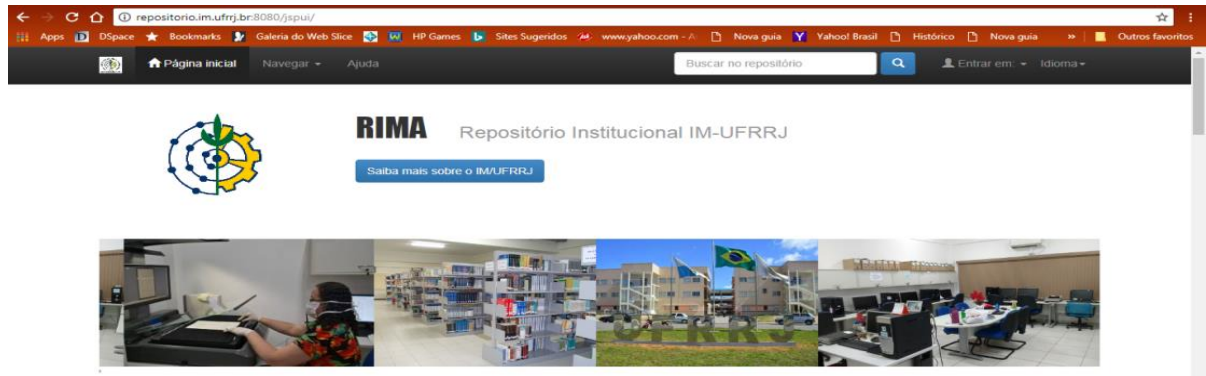 repositorio.im.ufrrj.br:8080/jspui/
Apps DSpace Bookmarks Galeria do Web Slice HP Games Sites Sugeridos www.yahoo.com - A Nova guia Yahoo! Brasil Histórico Nova guia » Outros favoritos
Página inicial Navegar Ajuda Buscar no repositório Entrar em: Idioma
RIMA Repositório Institucional IM-UFRRJ
Saiba mais sobre o IM/UFRRJ
UFRRJ